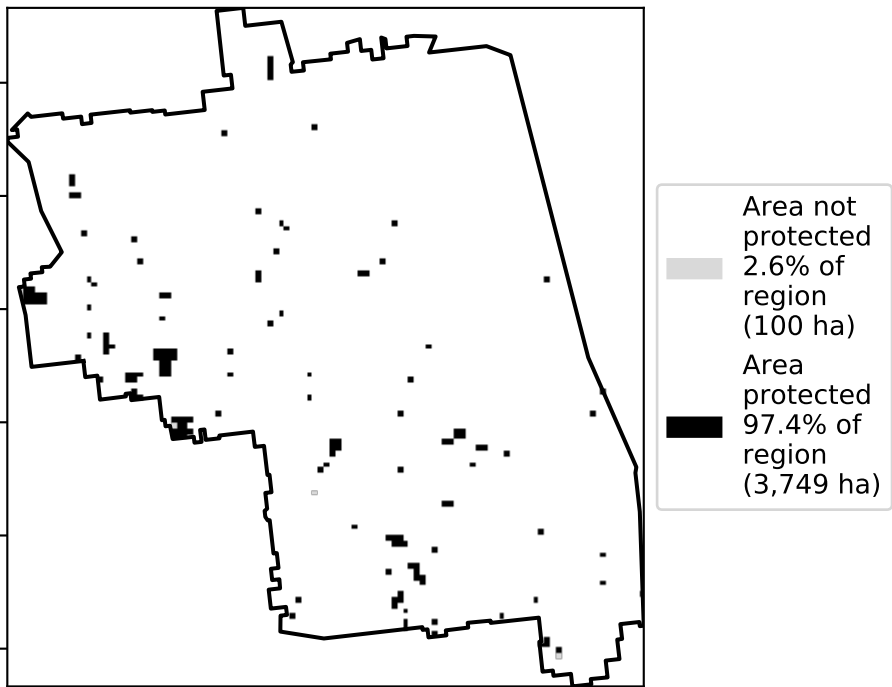 Area not
protected
2.6% of
region
(100 ha)
Area
protected
97.4% of
region
(3,749 ha)